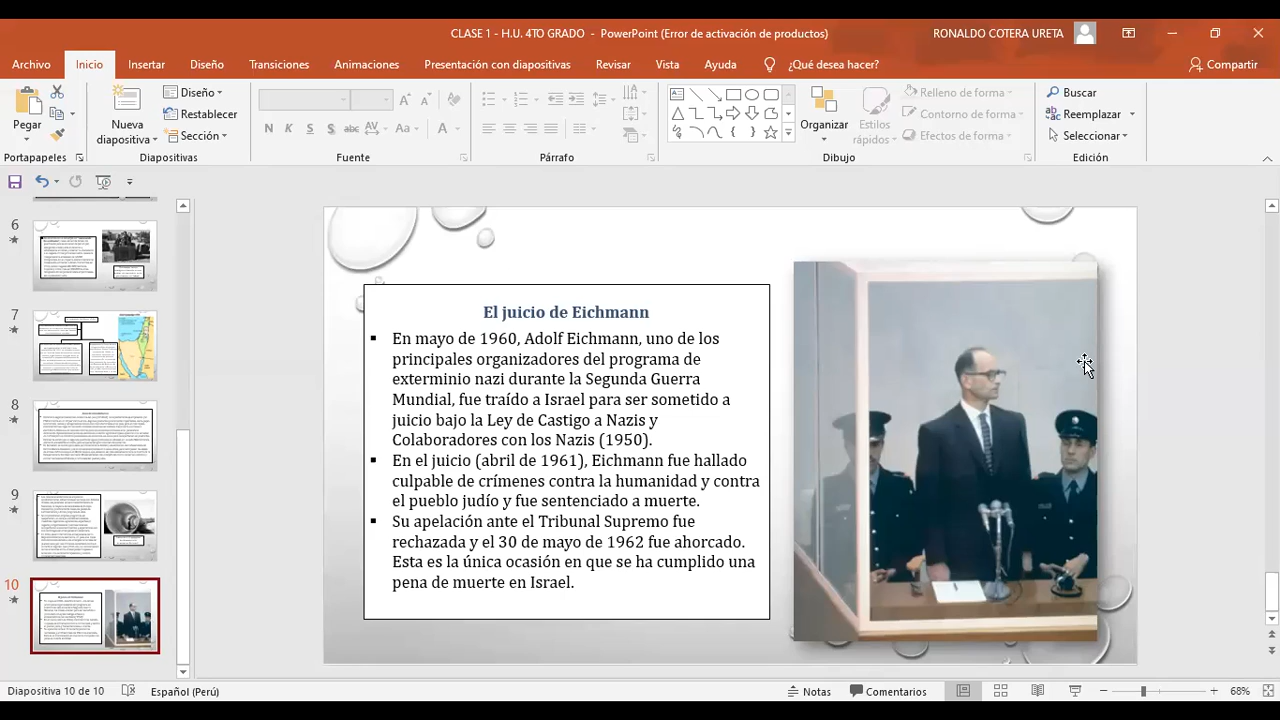 CLASE 1 - H.U. 4TO GRADO - PowerPoint (Error de activación de productos)
RONALDO COTERA URETA
Archivo
Inicio
Insertar
Diseño
Transiciones
Animaciones
Presentación con diapositivas
Revisar
Vista
Ayuda
¿Qué desea hacer?
Compartir
Pegar
Nueva
diapositiva
Diseño
Restablecer
Sección
N K S S abc AV Aa A
Organizar
Estilos
rápidos
Relleno de forma
Contorno de forma
Efectos de forma
Buscar
Reemplazar
Seleccionar
Portapapeles
Diapositivas
Fuente
Párrafo
Dibujo
Edición
6
7
8
9
10
El juicio de Eichmann
▪ En mayo de 1960, Adolf Eichmann, uno de los
principales organizadores del programa de
exterminio nazi durante la Segunda Guerra
Mundial, fue traído a Israel para ser sometido a
juicio bajo la Ley de Castigo a Nazis y
Colaboradores con los Nazis (1950).
▪ En el juicio (abril de 1961), Eichmann fue hallado
culpable de crímenes contra la humanidad y contra
el pueblo judío y fue sentenciado a muerte.
▪ Su apelación ante el Tribunal Supremo fue
rechazada y el 30 de mayo de 1962 fue ahorcado.
Esta es la única ocasión en que se ha cumplido una
pena de muerte en Israel.
Diapositiva 10 de 10
Español (Perú)
Notas
Comentarios
68%